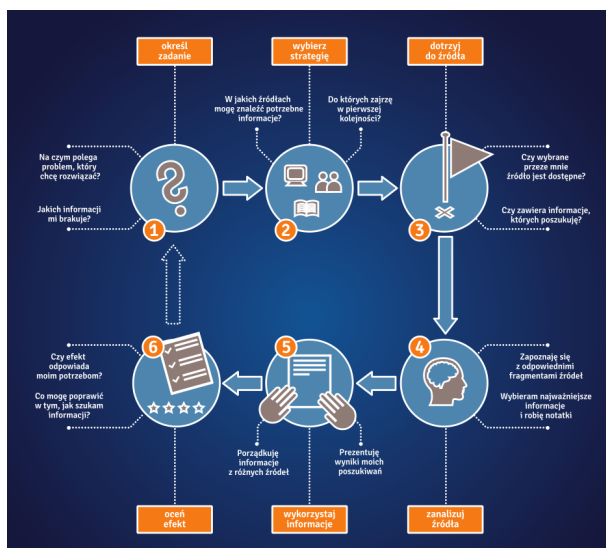 określ
zadanie
wybierz
strategię
dotrzyj
do źródła
W jakich źródłach
mogę znaleźć potrzebne
informacje?
Do których zajrzę
w pierwszej
kolejności?
Na czym polega
problem, który
chcę rozwiązać?
Jakich informacji
mi brakuje?
Czy wybrane
przeze mnie
źródło jest dostępne?
Czy zawiera informacje,
których poszukuję?
1
2
3
6
5
4
Czy efekt
odpowiada
moim potrzebom?
Co mogę poprawić
w tym, jak szukam
informacji?
Zapoznaję się
z odpowiednimi
fragmentami źródeł
Wybieram najważniejsze
informacje
i robię notatki
Porządkuję
informacje
z różnych źródeł
Prezentuję
wyniki moich
poszukiwań
oceń
efekt
wykorzystaj
informacje
zanalizuj
źródła